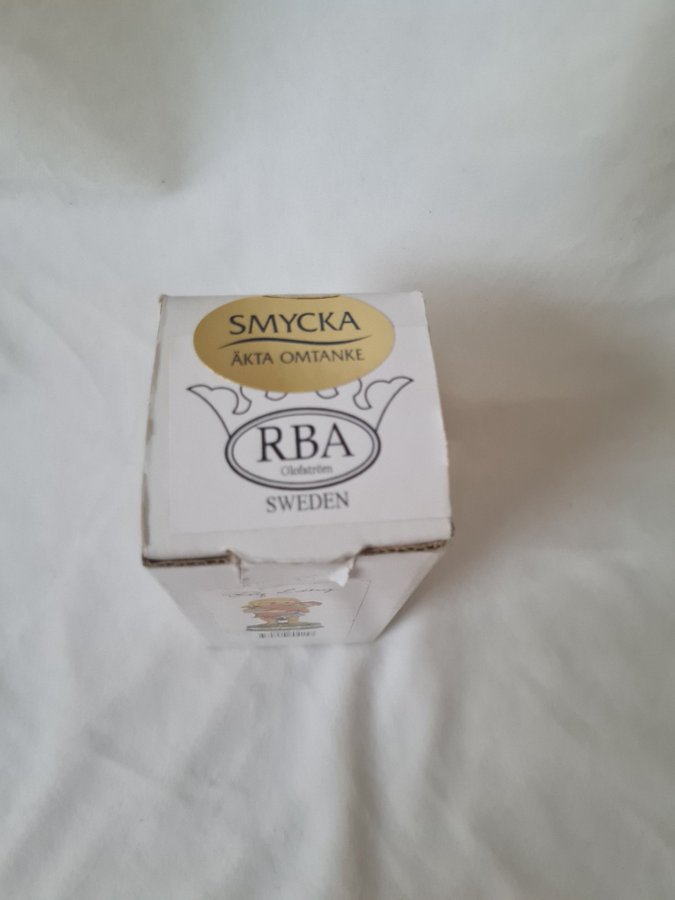 SMYCKA
ÄKTA OMTANKE
RBA
Olofström
SWEDEN